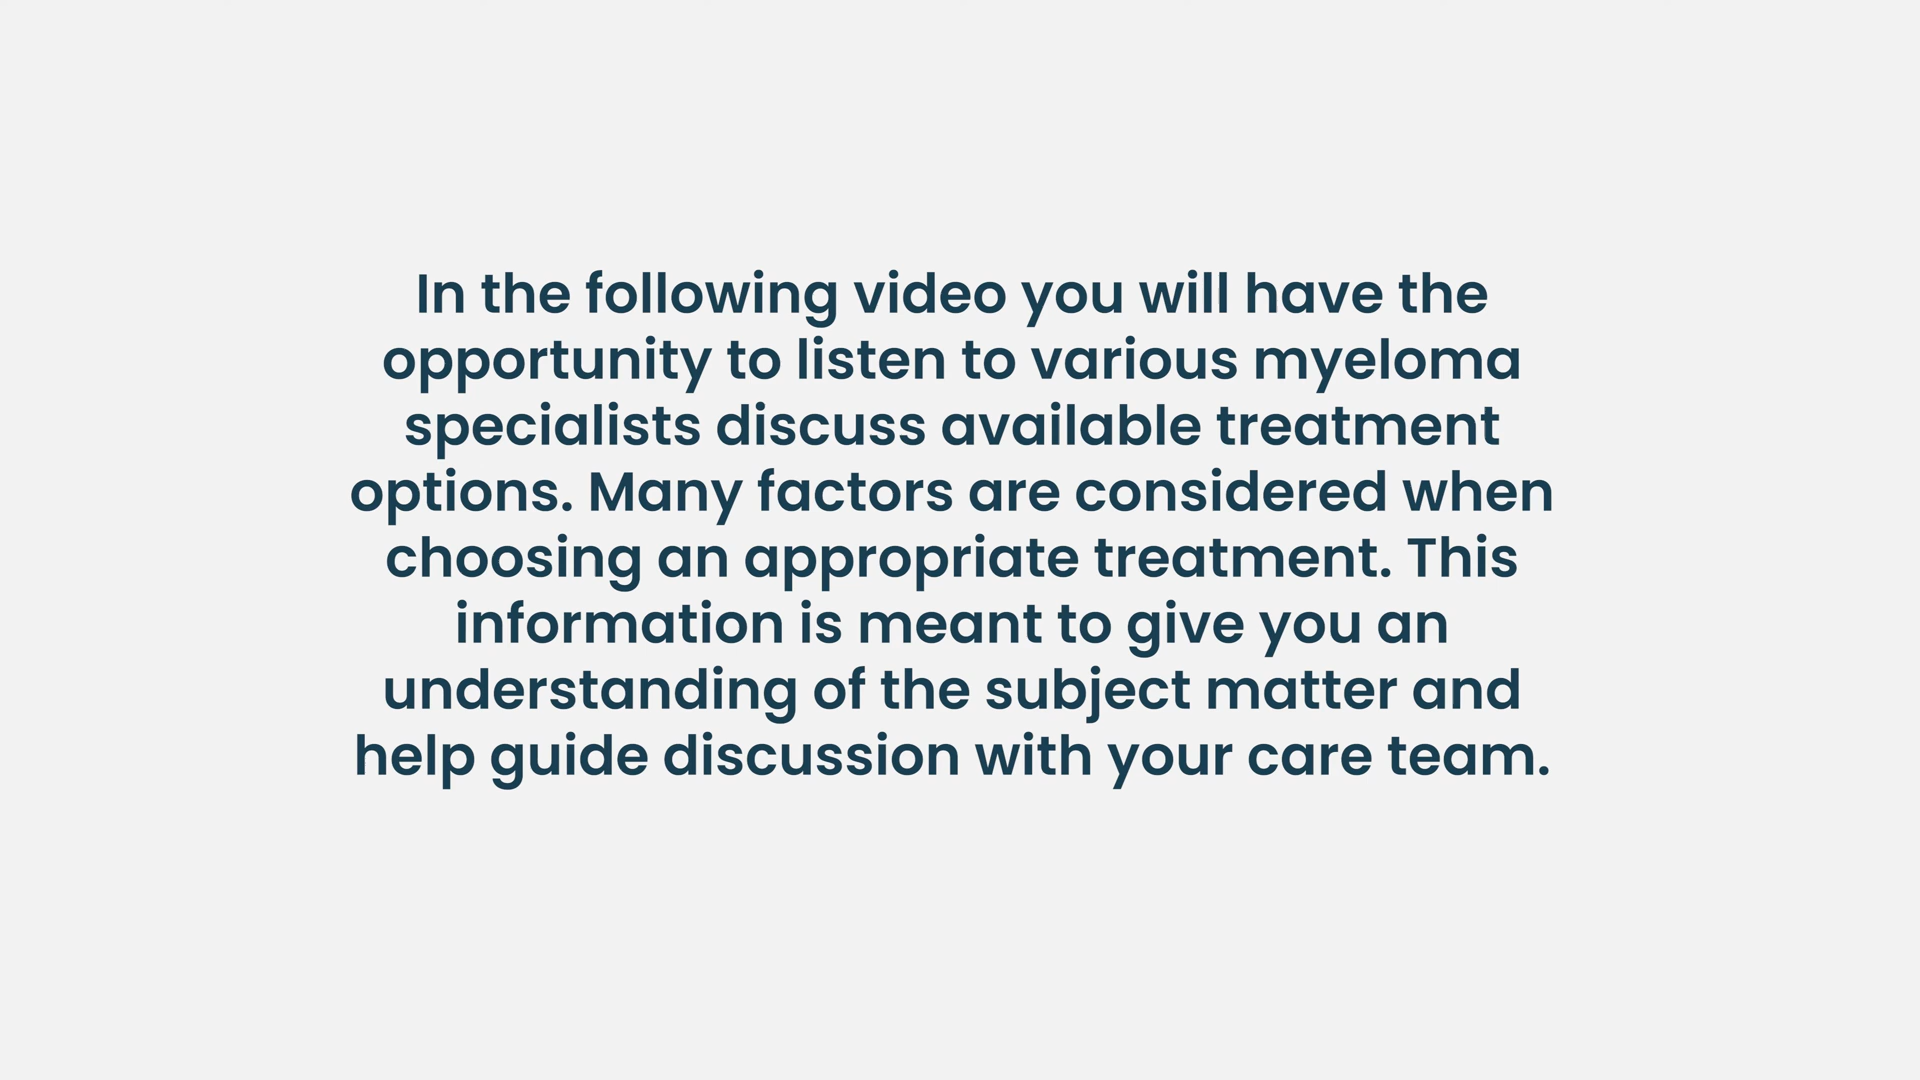 In the following video you will have the
opportunity to listen to various myeloma
specialists discuss available treatment
options. Many factors are considered when
choosing an appropriate treatment. This
information is meant to give you an
understanding of the subject matter and
help guide discussion with your care team.